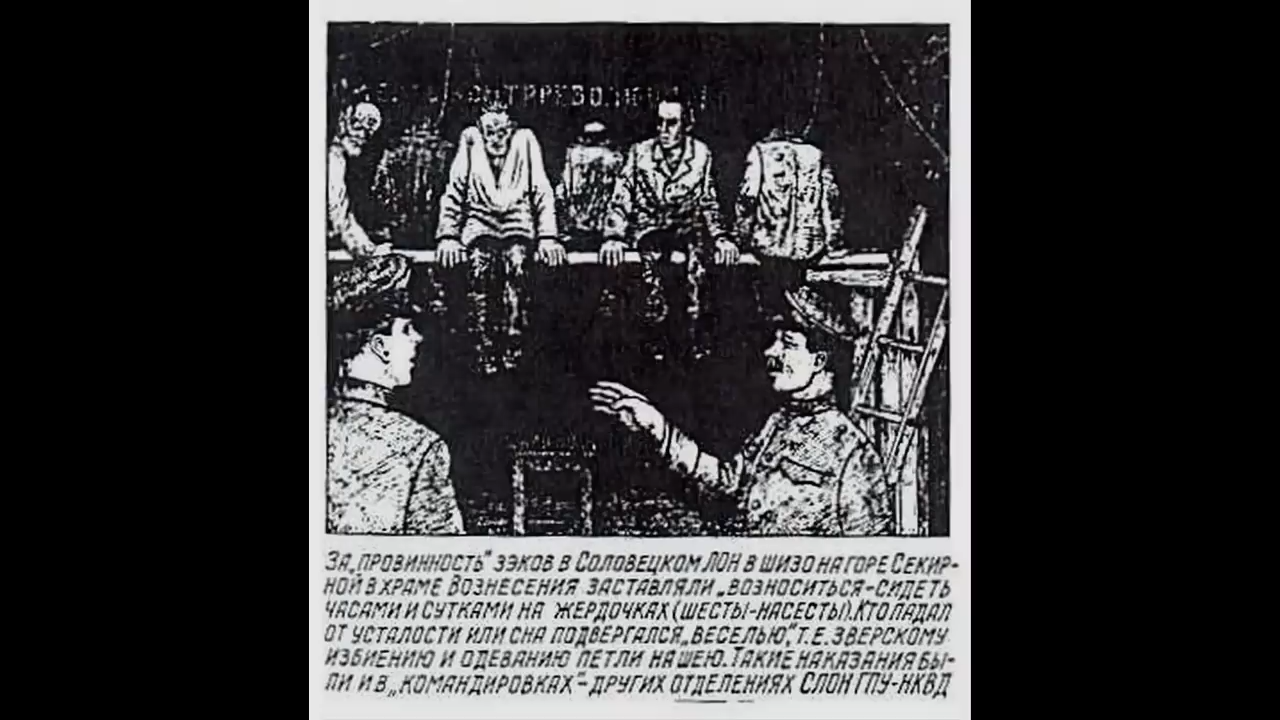 КОНТРРЕВОЛЮЦИ
За „провинность" зэков в Соловецком ЛОН в шизо на горе Секир-
ной в храме Вознесения заставляли „возноситься-сидеть
часами и сутками на жердочках (шесты-насесты). Кто падал
от усталости или сна подвергался „веселью", т.е. зверскому
избиению и одеванию петли на шею. Такие наказания бы-
ли и в „командировках"-других отделениях СЛОН ГПУ-НКВД